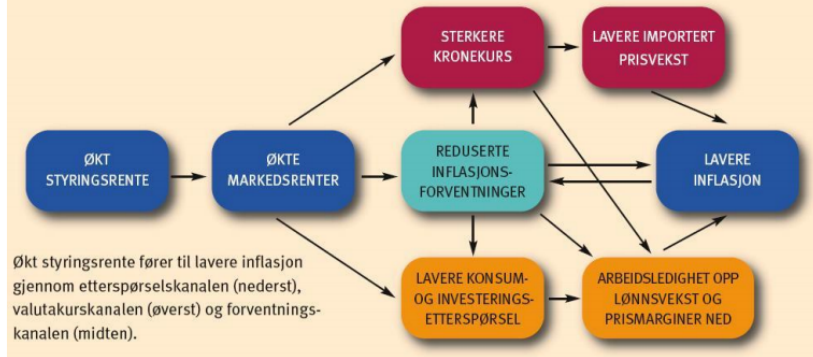 STERKERE
KRONEKURS
LAVERE IMPORTERT
PRISVEKST
ØKT
STYRINGSRENTE
ØKTE
MARKEDSRENTER
REDUSERTE
INFLASJONS-
FORVENTNINGER
LAVERE
INFLASJON
LAVERE KONSUM-
OG INVESTERINGS-
ETTERSPØRSEL
ARBEIDSLEDIGHET OPP
LØNNSVEKST OG
PRISMARGINER NED
Økt styringsrente fører til lavere inflasjon
gjennom etterspørselskanalen (nederst),
valutakurskanalen (øverst) og forventnings-
kanalen (midten).